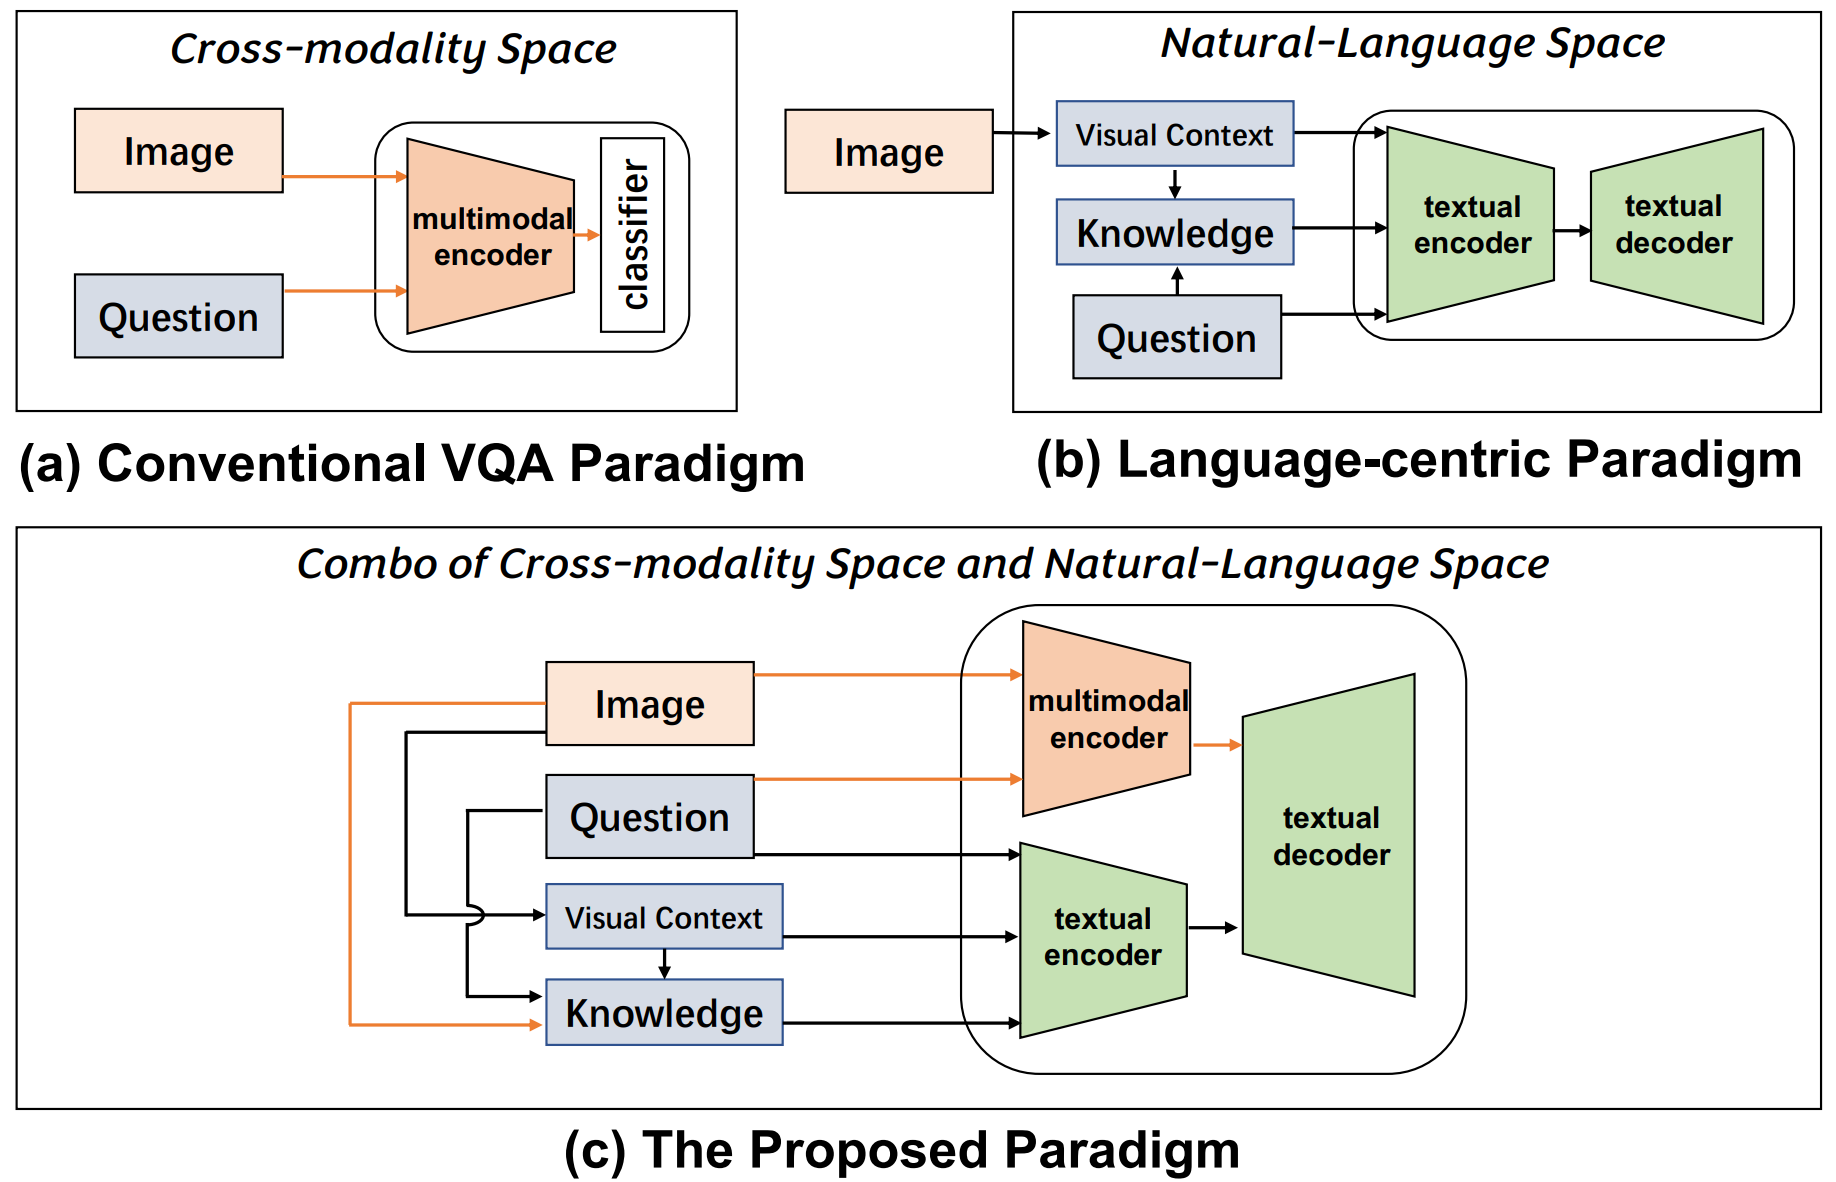 Cross-modality Space
Image
Question
multimodal
encoder
classifier
(a) Conventional VQA Paradigm
Natural-Language Space
Image
Visual Context
Knowledge
Question
textual
encoder
textual
decoder
(b) Language-centric Paradigm
Combo of Cross-modality Space and Natural-Language Space
Image
Question
Visual Context
Knowledge
multimodal
encoder
textual
encoder
textual
decoder
(c) The Proposed Paradigm